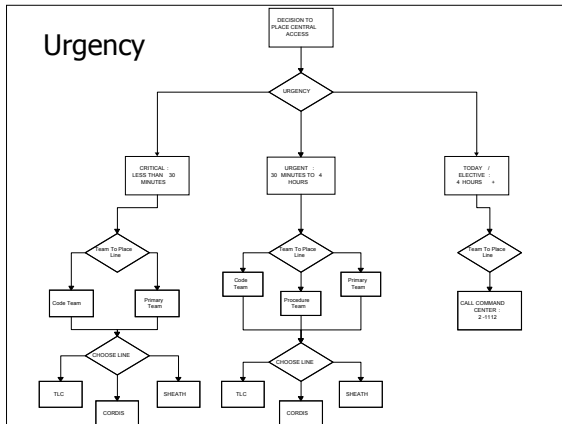 Urgency
DECISION TO
PLACE CENTRAL
ACCESS
URGENCY
CRITICAL :
LESS THAN 30
MINUTES
URGENT :
30 MINUTES TO 4
HOURS
TODAY /
ELECTIVE :
4 HOURS +
Team To Place
Line
Team To Place
Line
Team To Place
Line
Code Team
Primary
Team
Code
Team
Procedure
Team
Primary
Team
CALL COMMAND
CENTER :
2 -1112
CHOOSE LINE
CHOOSE LINE
TLC
CORDIS
SHEATH
TLC
CORDIS
SHEATH